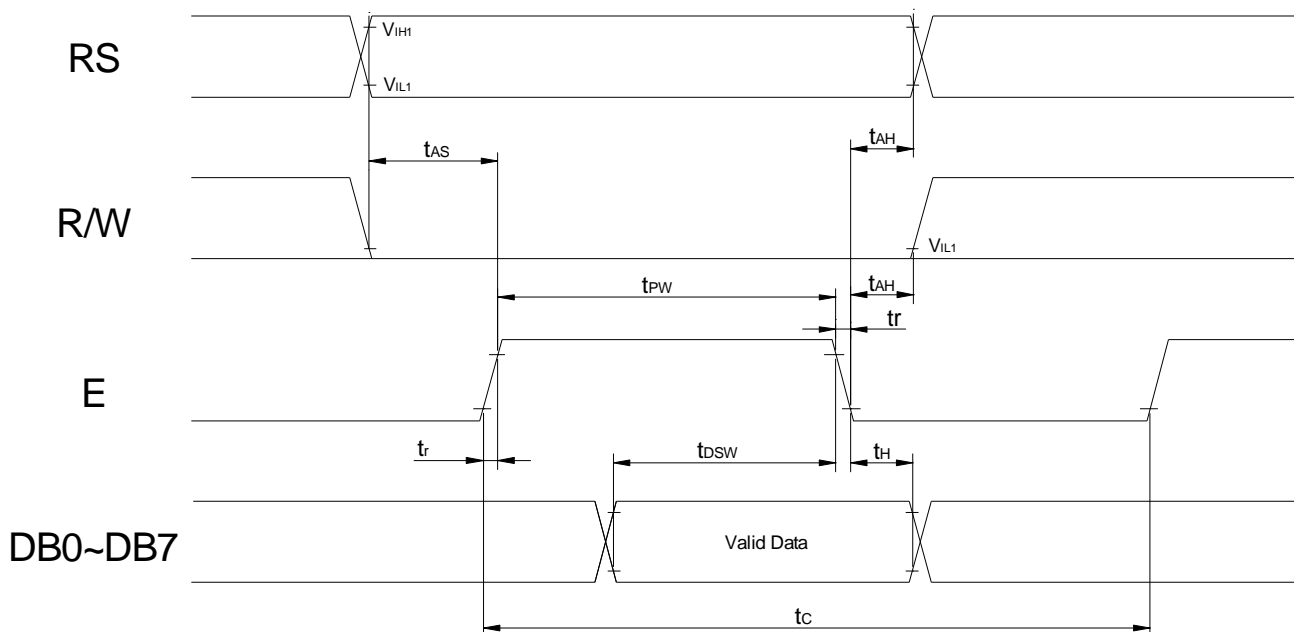 RS
VIH1
VIL1
tAS
tAH
R/W
VIL1
tPW
tAH
tr
E
tr
tDSW
tH
DB0~DB7
Valid Data
tC